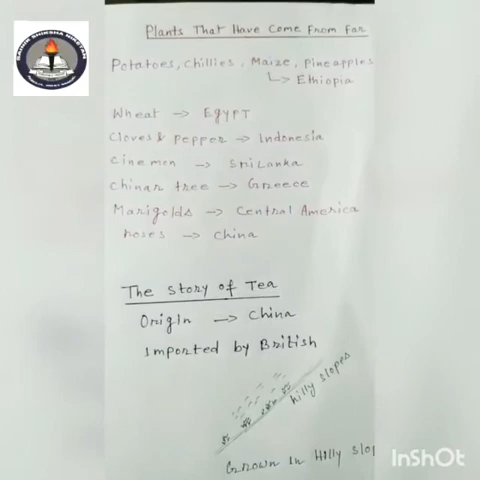 Plants That Have Come From Far
Potatoes, Chillies, Maize, Pineapples
↳ Ethiopia
Wheat → Egypt
Cloves & Pepper → Indonesia
Cinemon → SriLanka
Chinar tree → Greece
Marigolds → Central America
Roses → China
The Story of Tea
Origin → China
Imported by British
hilly slopes
Grown in Hilly slop
InShOt